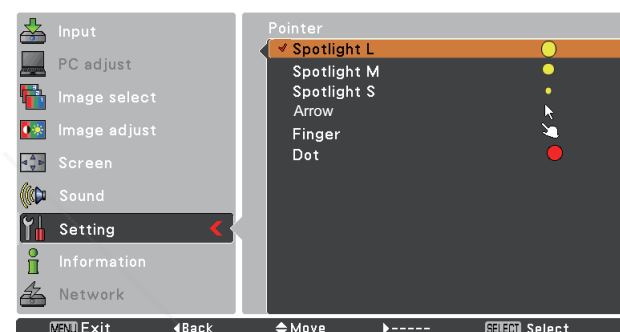 Input
PC adjust
Image select
Image adjust
Screen
Sound
Setting
Information
Network
Pointer
Spotlight L
Spotlight M
Spotlight S
Arrow
Finger
Dot
MENU Exit
Back
Move
-----
SELECT Select